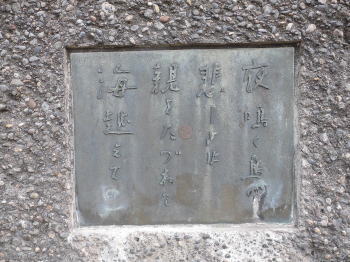 夜鳴く鳥の
悲しさは
親をたづねて
海越えて